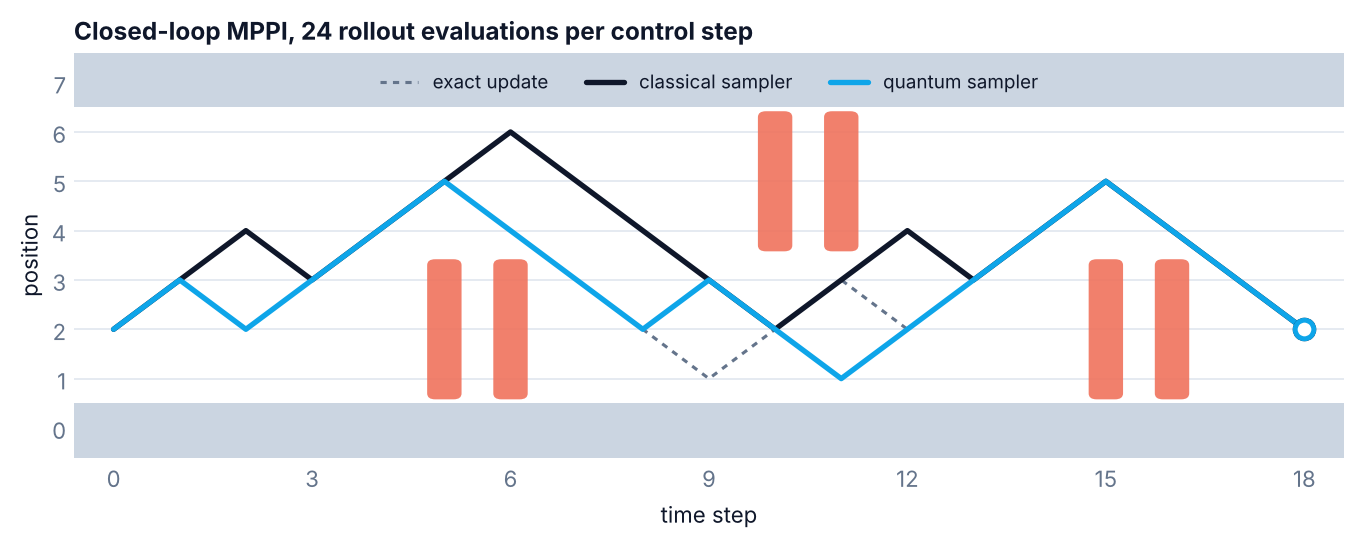 Closed-loop MPPI, 24 rollout evaluations per control step
exact update classical sampler quantum sampler
7
6
5
4
3
2
1
0
position
0 3 6 9 12 15 18
time step